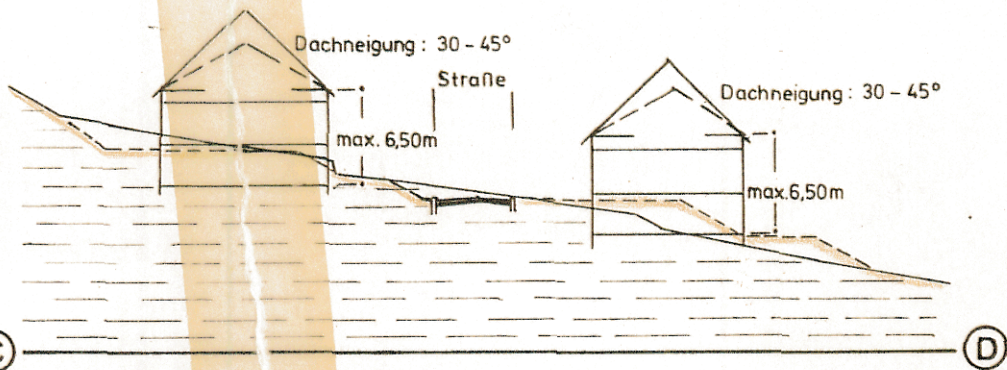 Dachneigung : 30 - 45°
Straße
Dachneigung : 30 - 45°
max. 6,50m
max.6,50m
C
D